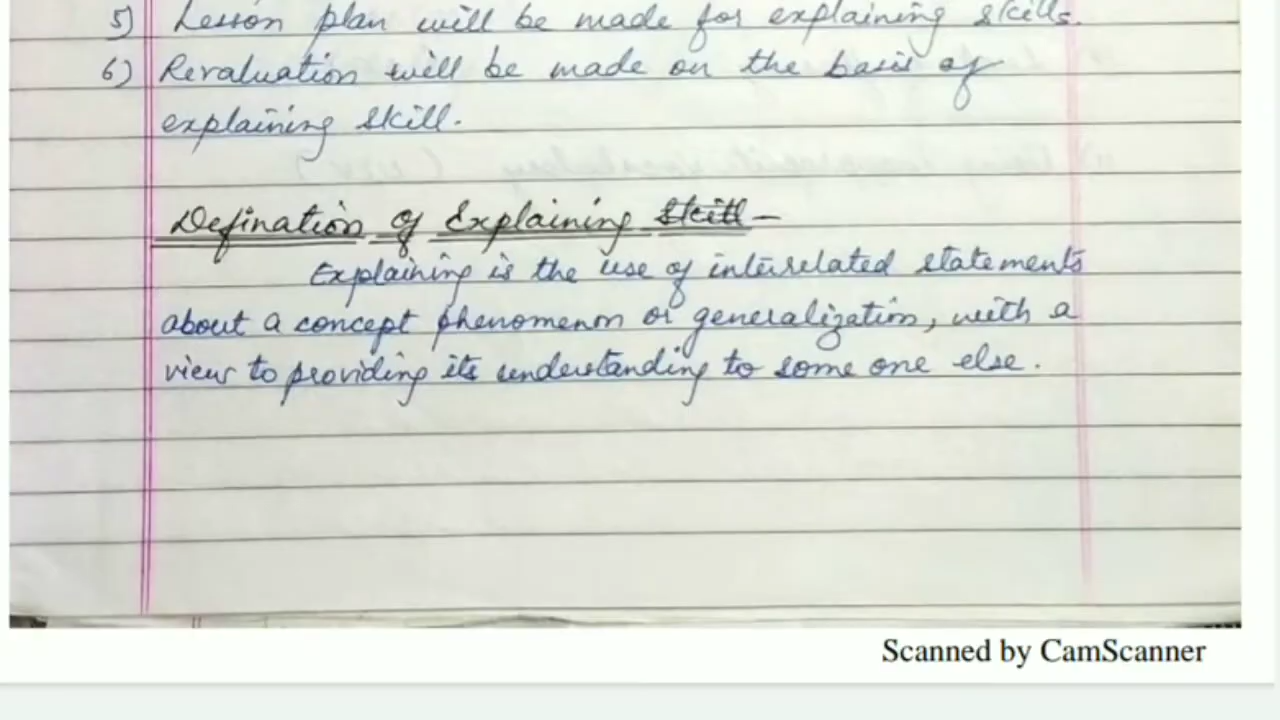 5) Lesson plan will be made for explaining skills.
6) Revaluation will be made on the basis of
explaining skill.
Defination of Explaining Skill -
Explaining is the use of interrelated statements
about a concept phenomenon or generalization, with a
view to providing its understanding to some one else.
Scanned by CamScanner